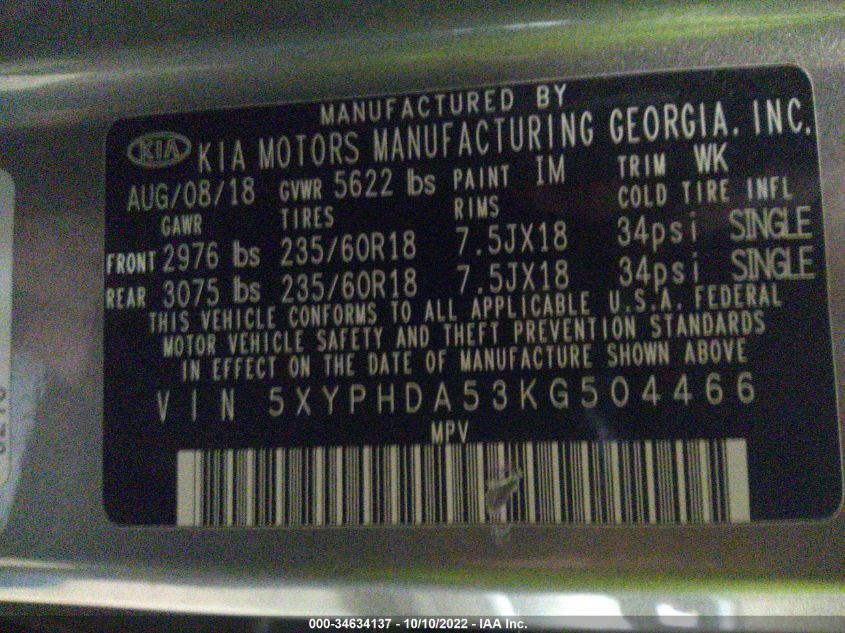 MANUFACTURED BY
KIA KIA MOTORS MANUFACTURING GEORGIA, INC.
AUG/08/18 GVWR 5622 lbs PAINT IM TRIM WK
GAWR TIRES RIMS COLD TIRE INFL
FRONT 2976 lbs 235/60R18 7.5JX18 34psi SINGLE
REAR 3075 lbs 235/60R18 7.5JX18 34psi SINGLE
THIS VEHICLE CONFORMS TO ALL APPLICABLE U.S.A. FEDERAL
MOTOR VEHICLE SAFETY AND THEFT PREVENTION STANDARDS
IN EFFECT ON THE DATE OF MANUFACTURE SHOWN ABOVE
VIN 5XYPHDA53KG504466
MPV
000-34634137 - 10/10/2022 - IAA Inc.